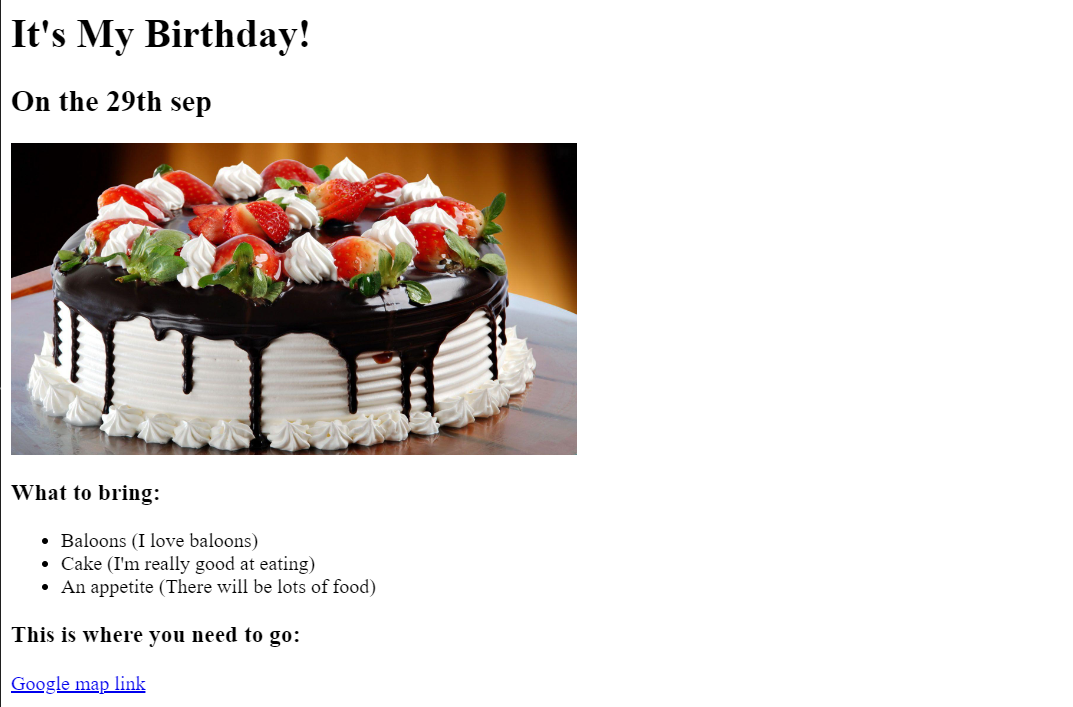 It's My Birthday!
On the 29th sep
What to bring:
Baloons (I love baloons)
Cake (I'm really good at eating)
An appetite (There will be lots of food)
This is where you need to go:
Google map link